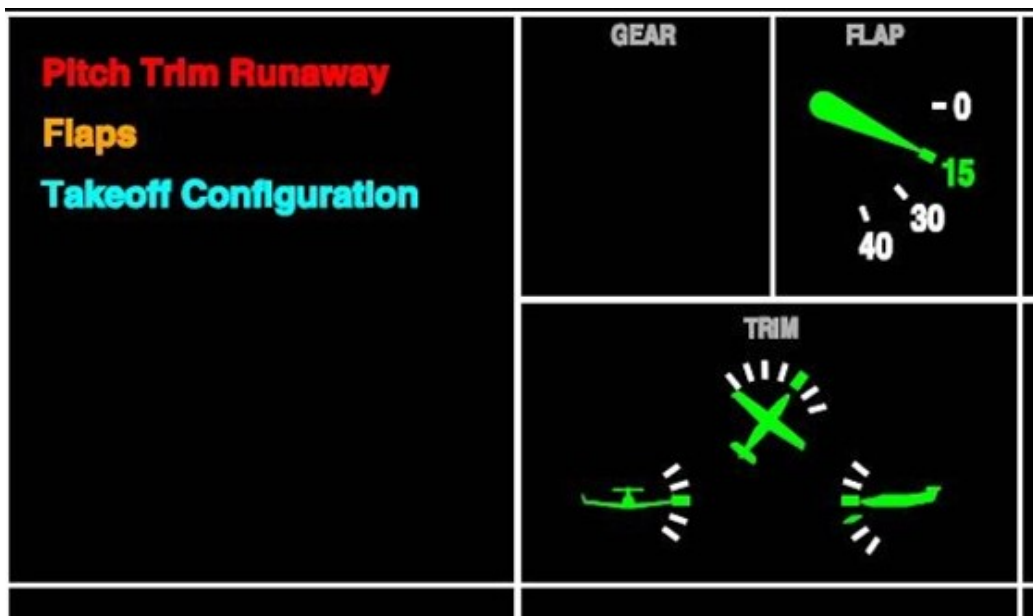 Pitch Trim Runaway
Flaps
Takeoff Configuration
GEAR
FLAP
0
15
30
40
TRIM